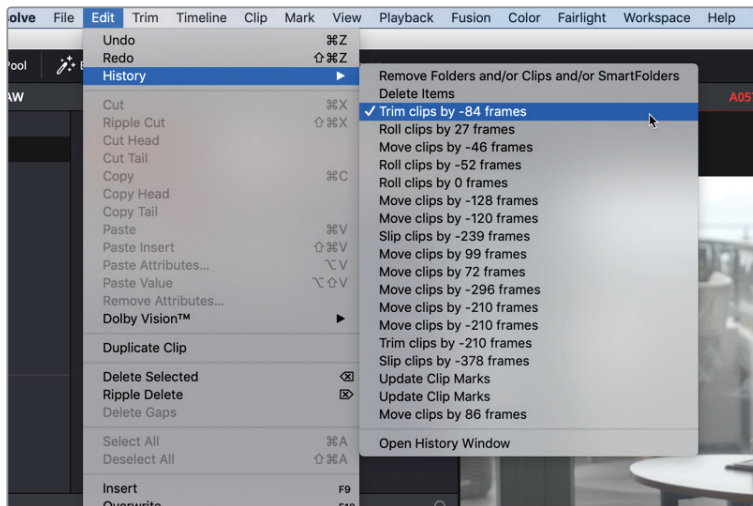 olve File Edit Trim Timeline Clip Mark View Playback Fusion Color Fairlight Workspace Help
Undo ⌘Z
Redo ⇧⌘Z
History ▶
Cut ⌘X
Ripple Cut ⇧⌘X
Cut Head
Cut Tail
Copy ⌘C
Copy Head
Copy Tail
Paste ⌘V
Paste Insert ⇧⌘V
Paste Attributes... ⌥V
Paste Value ⌥⇧V
Remove Attributes...
Dolby Vision™ ▶
Duplicate Clip
Delete Selected ⌫
Ripple Delete ⌦
Delete Gaps
Select All ⌘A
Deselect All ⇧⌘A
Insert F9
Overwrite F10
Remove Folders and/or Clips and/or SmartFolders
Delete Items
✓ Trim clips by -84 frames
Roll clips by 27 frames
Move clips by -46 frames
Roll clips by -52 frames
Roll clips by 0 frames
Move clips by -128 frames
Move clips by -120 frames
Slip clips by -239 frames
Move clips by 99 frames
Move clips by 72 frames
Move clips by -296 frames
Move clips by -210 frames
Move clips by -210 frames
Trim clips by -210 frames
Slip clips by -378 frames
Update Clip Marks
Update Clip Marks
Move clips by 86 frames
Open History Window
ool
AW
A05